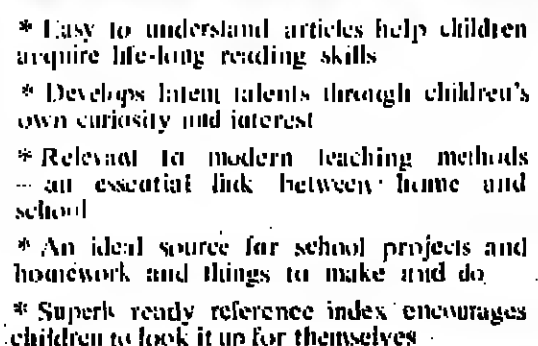 * Easy to understand articles help children
acquire life-long reading skills
* Develops latent talents through children's
own curiosity and interest
* Relevant to modern teaching methods
— an essential link between home and
school
* An ideal source for school projects and
homework and things to make and do
* Superb ready reference index encourages
children to look it up for themselves